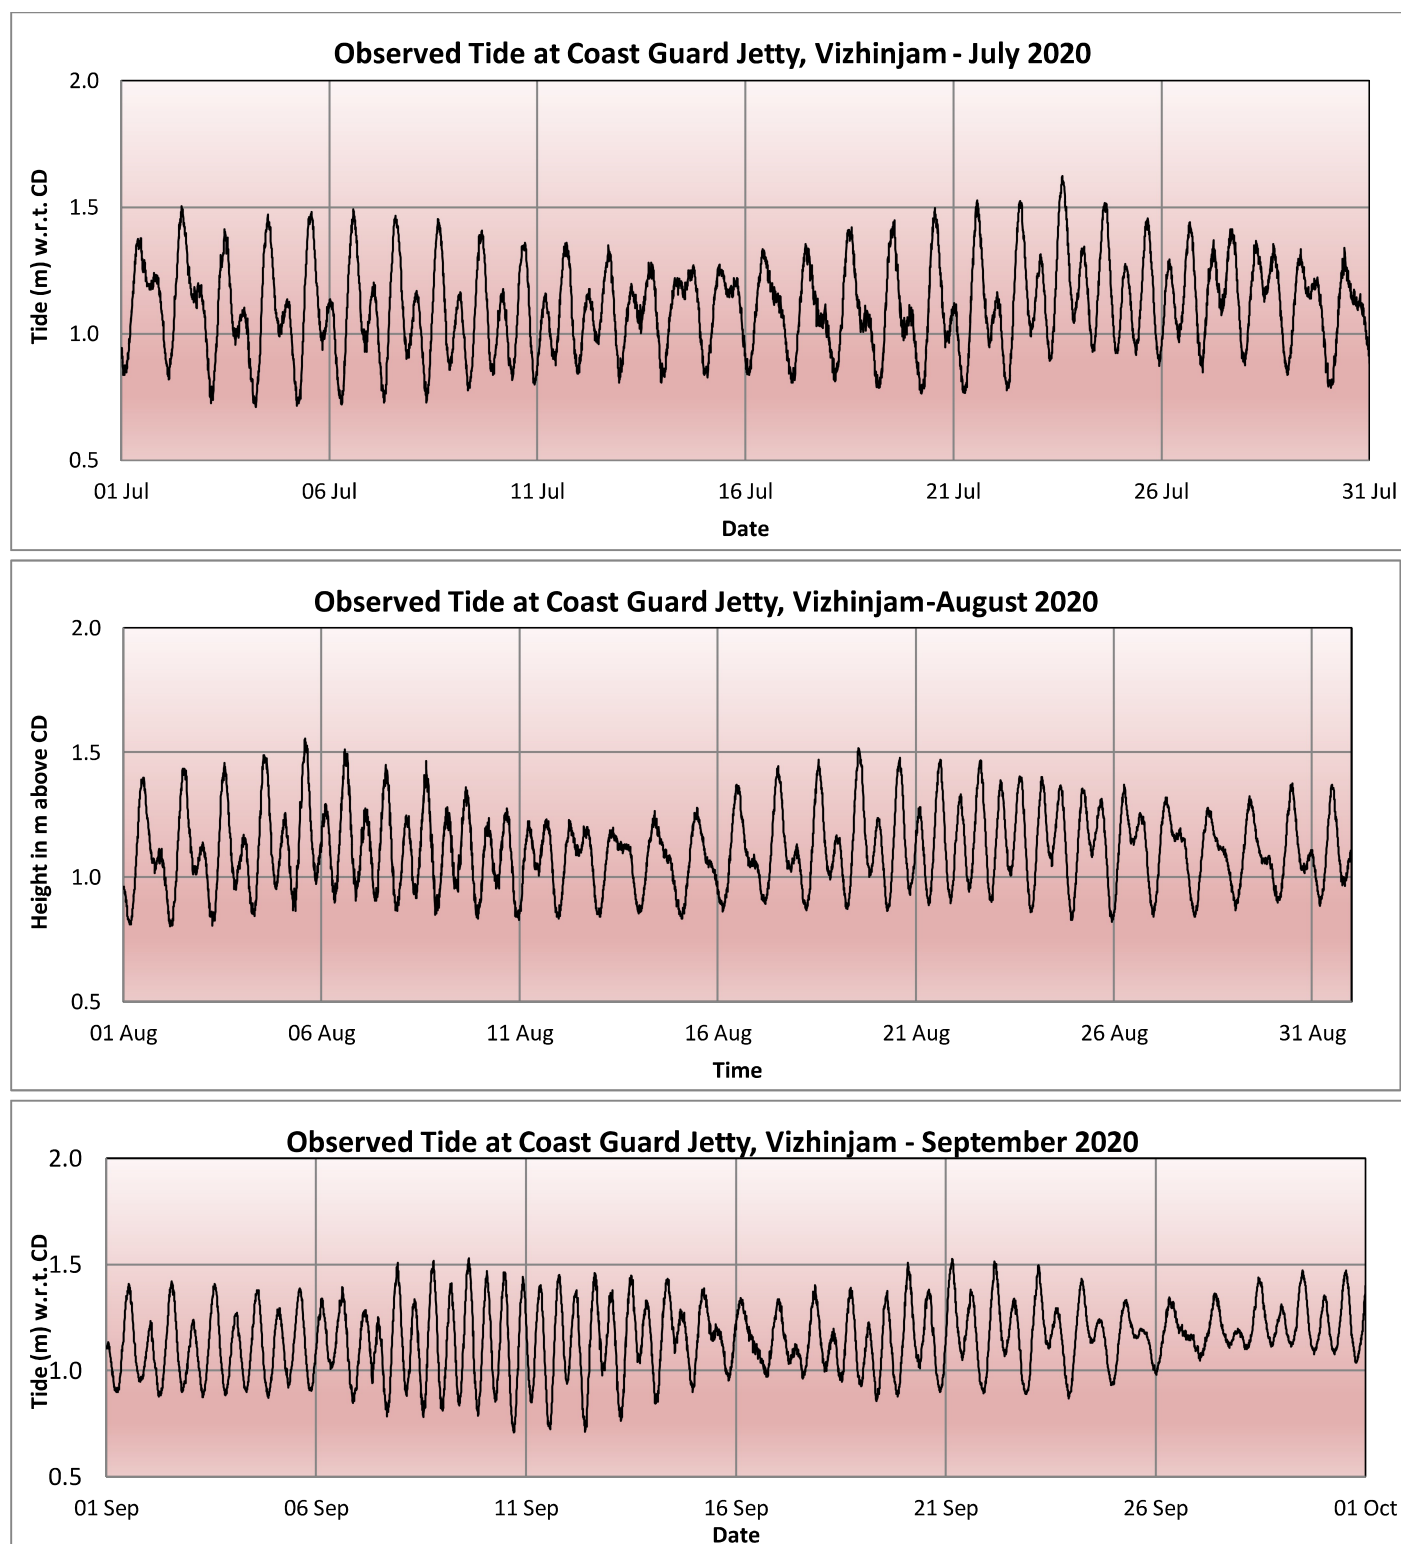 Observed Tide at Coast Guard Jetty, Vizhinjam - July 2020
Tide (m) w.r.t. CD
2.0
1.5
1.0
0.5
01 Jul 06 Jul 11 Jul 16 Jul 21 Jul 26 Jul 31 Jul
Date
Observed Tide at Coast Guard Jetty, Vizhinjam-August 2020
Height in m above CD
2.0
1.5
1.0
0.5
01 Aug 06 Aug 11 Aug 16 Aug 21 Aug 26 Aug 31 Aug
Time
Observed Tide at Coast Guard Jetty, Vizhinjam - September 2020
Tide (m) w.r.t. CD
2.0
1.5
1.0
0.5
01 Sep 06 Sep 11 Sep 16 Sep 21 Sep 26 Sep 01 Oct
Date